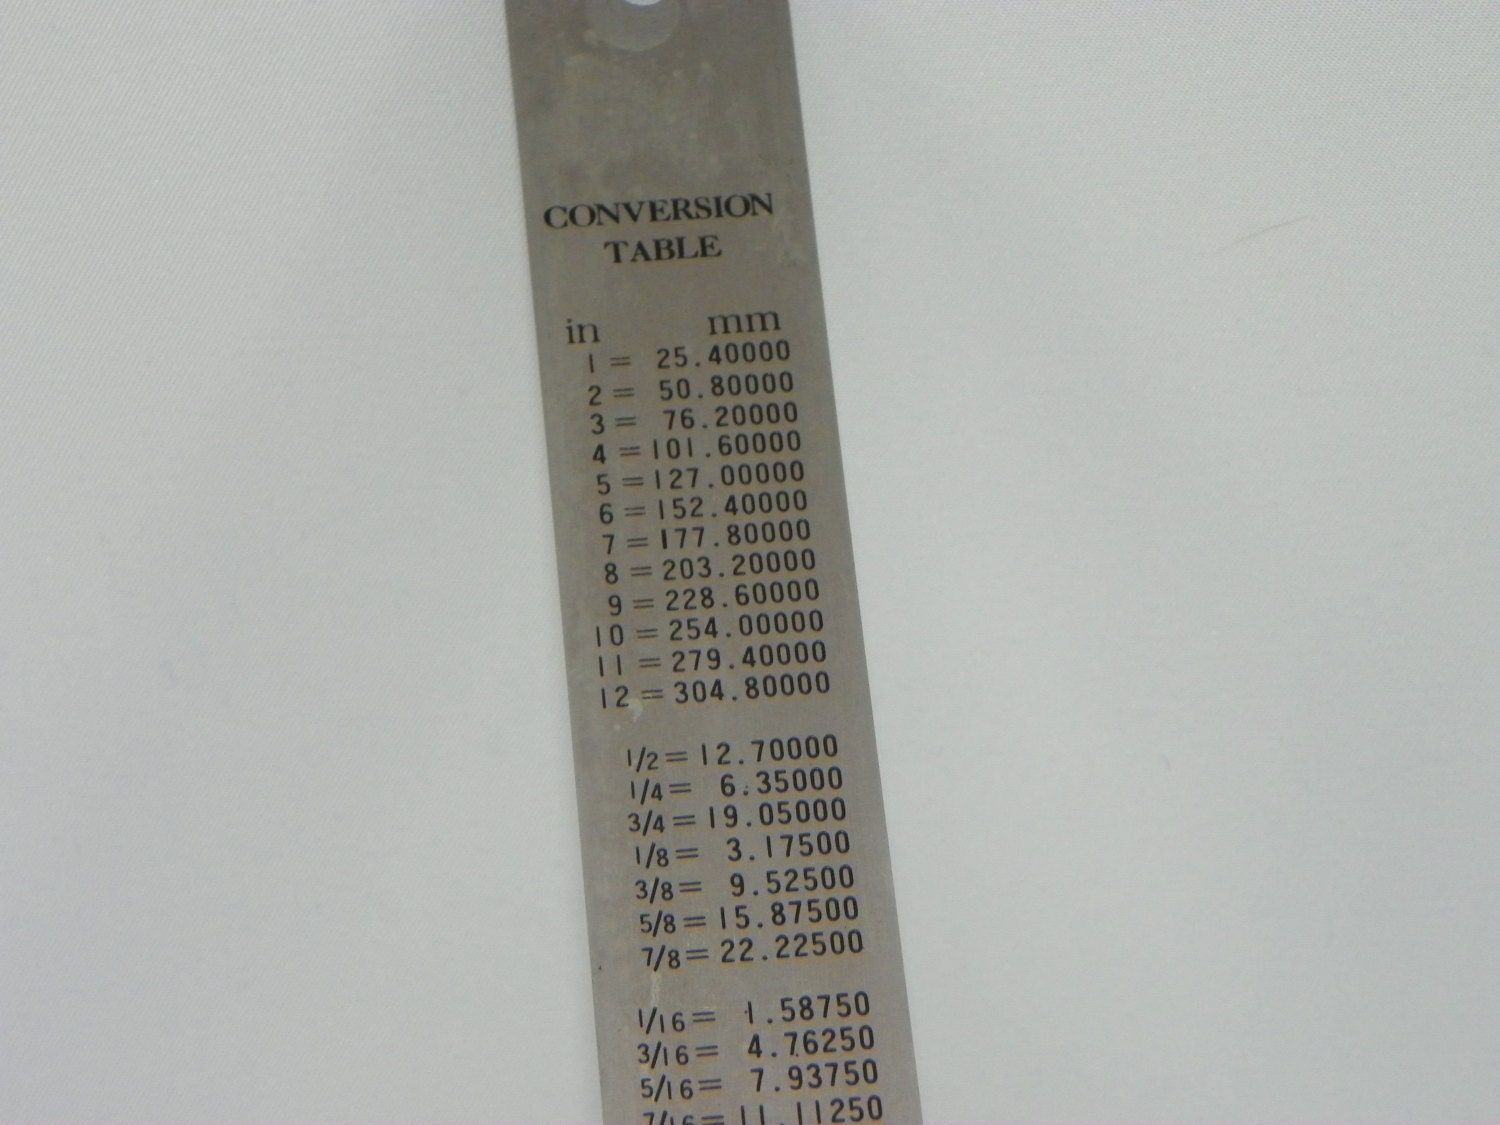 CONVERSION
TABLE
in mm
1 = 25.40000
2 = 50.80000
3 = 76.20000
4 = 101.60000
5 = 127.00000
6 = 152.40000
7 = 177.80000
8 = 203.20000
9 = 228.60000
10 = 254.00000
11 = 279.40000
12 = 304.80000
1/2 = 12.70000
1/4 = 6.35000
3/4 = 19.05000
1/8 = 3.17500
3/8 = 9.52500
5/8 = 15.87500
7/8 = 22.22500
1/16 = 1.58750
3/16 = 4.76250
5/16 = 7.93750
7/16 = 11.11250